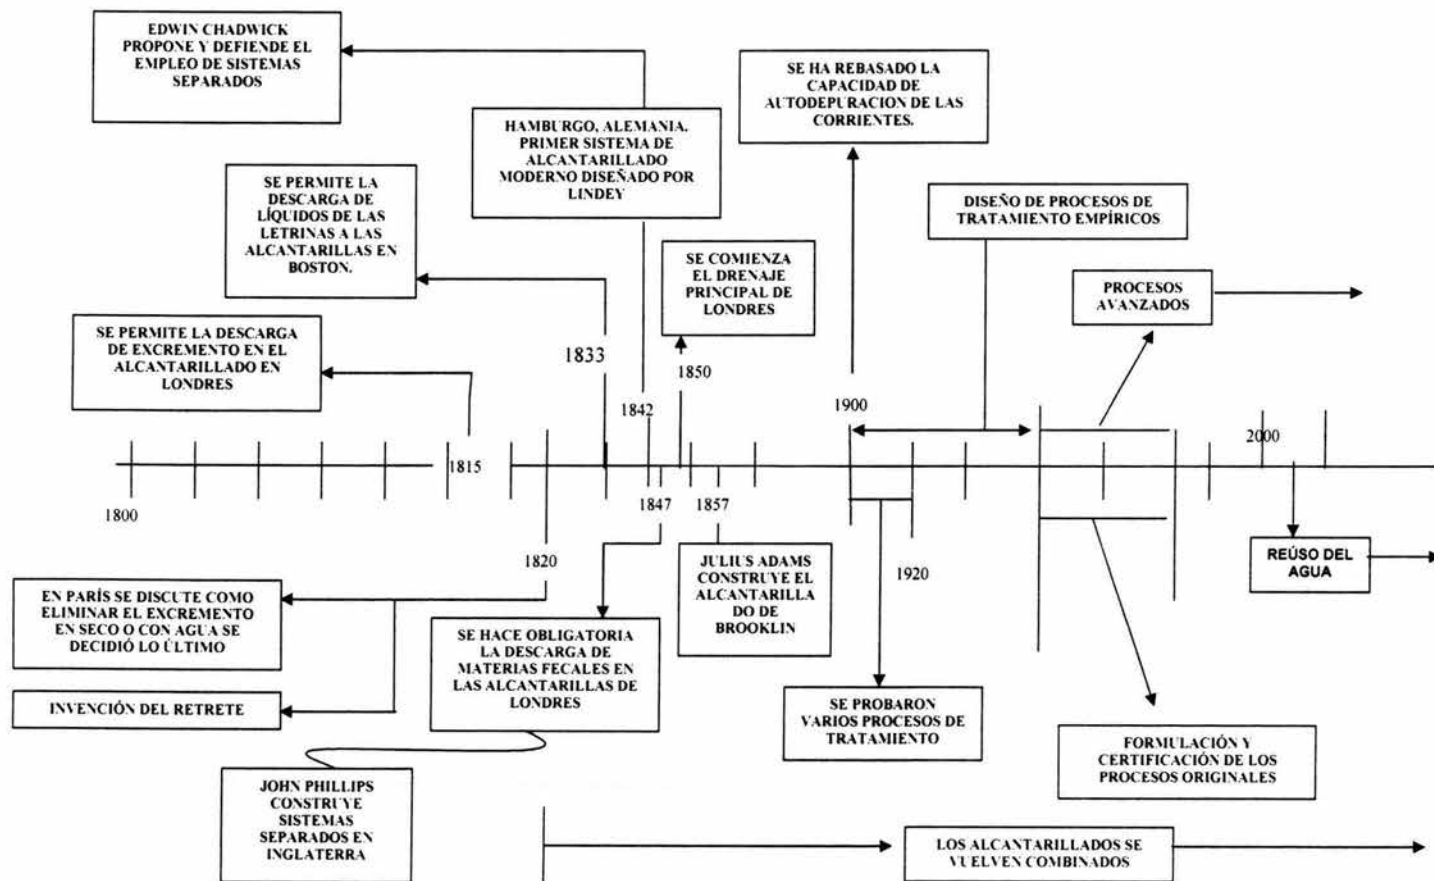 EDWIN CHADWICK
PROPONE Y DEFIENDE EL
EMPLEO DE SISTEMAS
SEPARADOS
SE HA REBASADO LA
CAPACIDAD DE
AUTODEPURACION DE LAS
CORRIENTES.
HAMBURGO, ALEMANIA.
PRIMER SISTEMA DE
ALCANTARILLADO
MODERNO DISEÑADO POR
LINDEY
SE PERMITE LA
DESCARGA DE
LÍQUIDOS DE LAS
LETRINAS A LAS
ALCANTARILLAS EN
BOSTON.
DISEÑO DE PROCESOS DE
TRATAMIENTO EMPÍRICOS
SE COMIENZA
EL DRENAJE
PRINCIPAL DE
LONDRES
PROCESOS
AVANZADOS
SE PERMITE LA DESCARGA
DE EXCREMENTO EN EL
ALCANTARILLADO EN
LONDRES
1833
1850
1842
1900
2000
1815
1800
1847
1857
1820
1920
REÚSO DEL
AGUA
EN PARÍS SE DISCUTE COMO
ELIMINAR EL EXCREMENTO
EN SECO O CON AGUA SE
DECIDIÓ LO ÚLTIMO
JULIUS ADAMS
CONSTRUYE EL
ALCANTARILLA
DO DE
BROOKLIN
SE HACE OBLIGATORIA
LA DESCARGA DE
MATERIAS FECALES EN
LAS ALCANTARILLAS DE
LONDRES
INVENCIÓN DEL RETRETE
SE PROBARON
VARIOS PROCESOS DE
TRATAMIENTO
FORMULACIÓN Y
CERTIFICACIÓN DE LOS
PROCESOS ORIGINALES
JOHN PHILLIPS
CONSTRUYE
SISTEMAS
SEPARADOS EN
INGLATERRA
LOS ALCANTARILLADOS SE
VUELVEN COMBINADOS